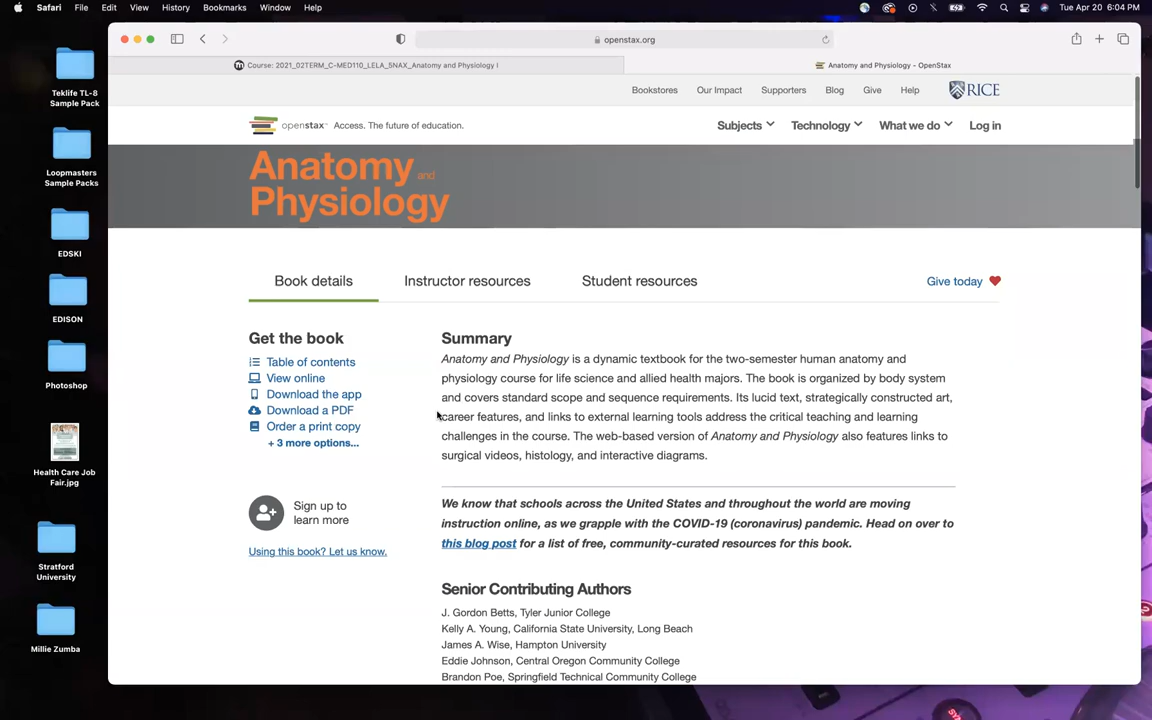 Safari File Edit View History Bookmarks Window Help Tue Apr 20 6:04 PM
openstax.org
Course: 2021_02TERM_C-MED110_LELA_5NAX_Anatomy and Physiology I
Anatomy and Physiology - OpenStax
Bookstores Our Impact Supporters Blog Give Help RICE
openstax™ Access. The future of education.
Subjects Technology What we do Log in
Anatomy and
Physiology
Book details Instructor resources Student resources Give today
Get the book
Table of contents
View online
Download the app
Download a PDF
Order a print copy
+ 3 more options...
Sign up to
learn more
Using this book? Let us know.
Summary
Anatomy and Physiology is a dynamic textbook for the two-semester human anatomy and
physiology course for life science and allied health majors. The book is organized by body system
and covers standard scope and sequence requirements. Its lucid text, strategically constructed art,
career features, and links to external learning tools address the critical teaching and learning
challenges in the course. The web-based version of Anatomy and Physiology also features links to
surgical videos, histology, and interactive diagrams.
We know that schools across the United States and throughout the world are moving
instruction online, as we grapple with the COVID-19 (coronavirus) pandemic. Head on over to
this blog post for a list of free, community-curated resources for this book.
Senior Contributing Authors
J. Gordon Betts, Tyler Junior College
Kelly A. Young, California State University, Long Beach
James A. Wise, Hampton University
Eddie Johnson, Central Oregon Community College
Brandon Poe, Springfield Technical Community College
Teklife TL-8
Sample Pack
Loopmasters
Sample Packs
EDSKI
EDISON
Photoshop
Health Care Job
Fair.jpg
Stratford
University
Millie Zumba